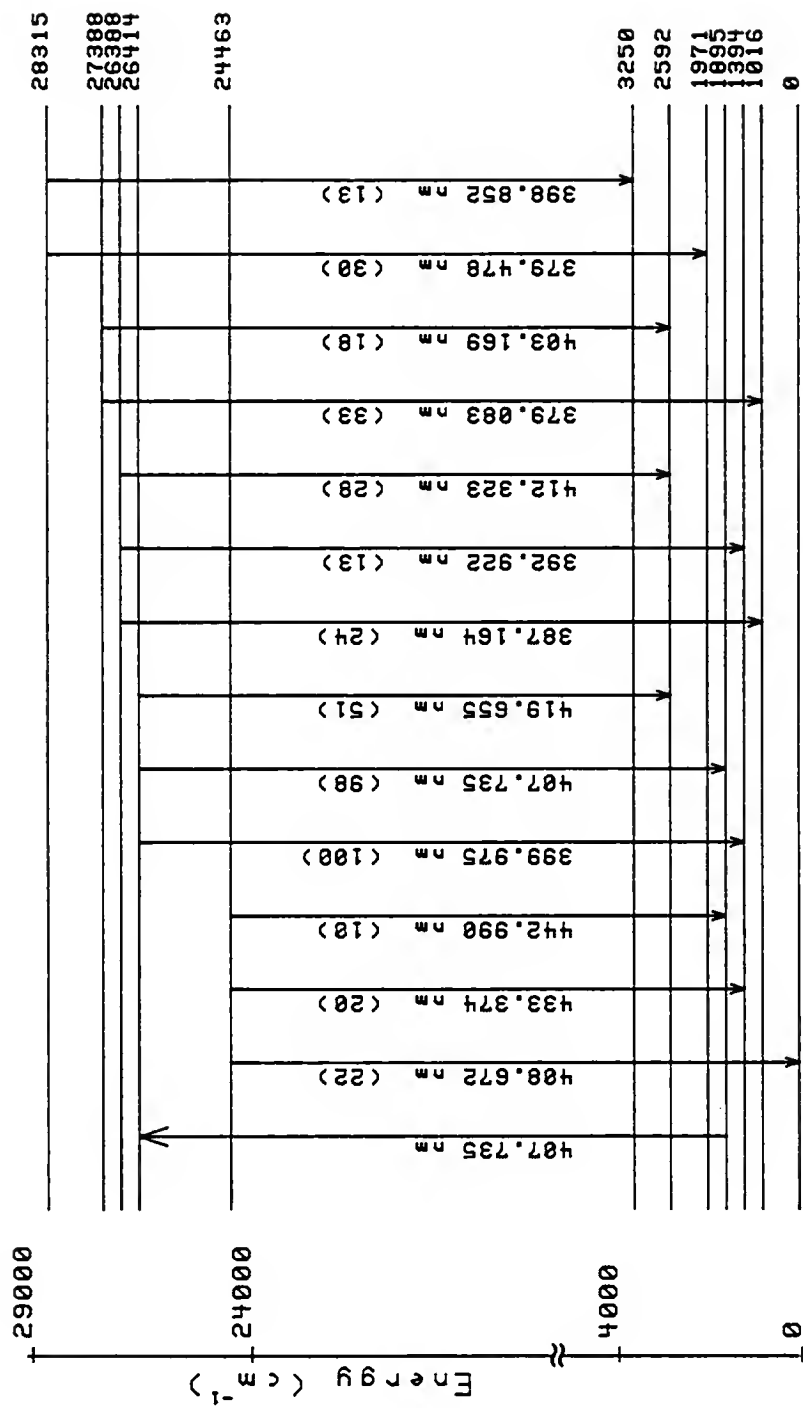 29000
24000
4000
0
Energy (cm⁻¹)
28315
27388
26388
26414
24463
3250
2592
1971
1895
1394
1016
0
407.735 nm
408.672 nm (22)
433.374 nm (20)
442.990 nm (10)
399.975 nm (100)
407.735 nm (98)
419.655 nm (51)
387.164 nm (24)
392.922 nm (13)
412.323 nm (28)
379.083 nm (33)
403.169 nm (18)
379.478 nm (30)
398.852 nm (13)